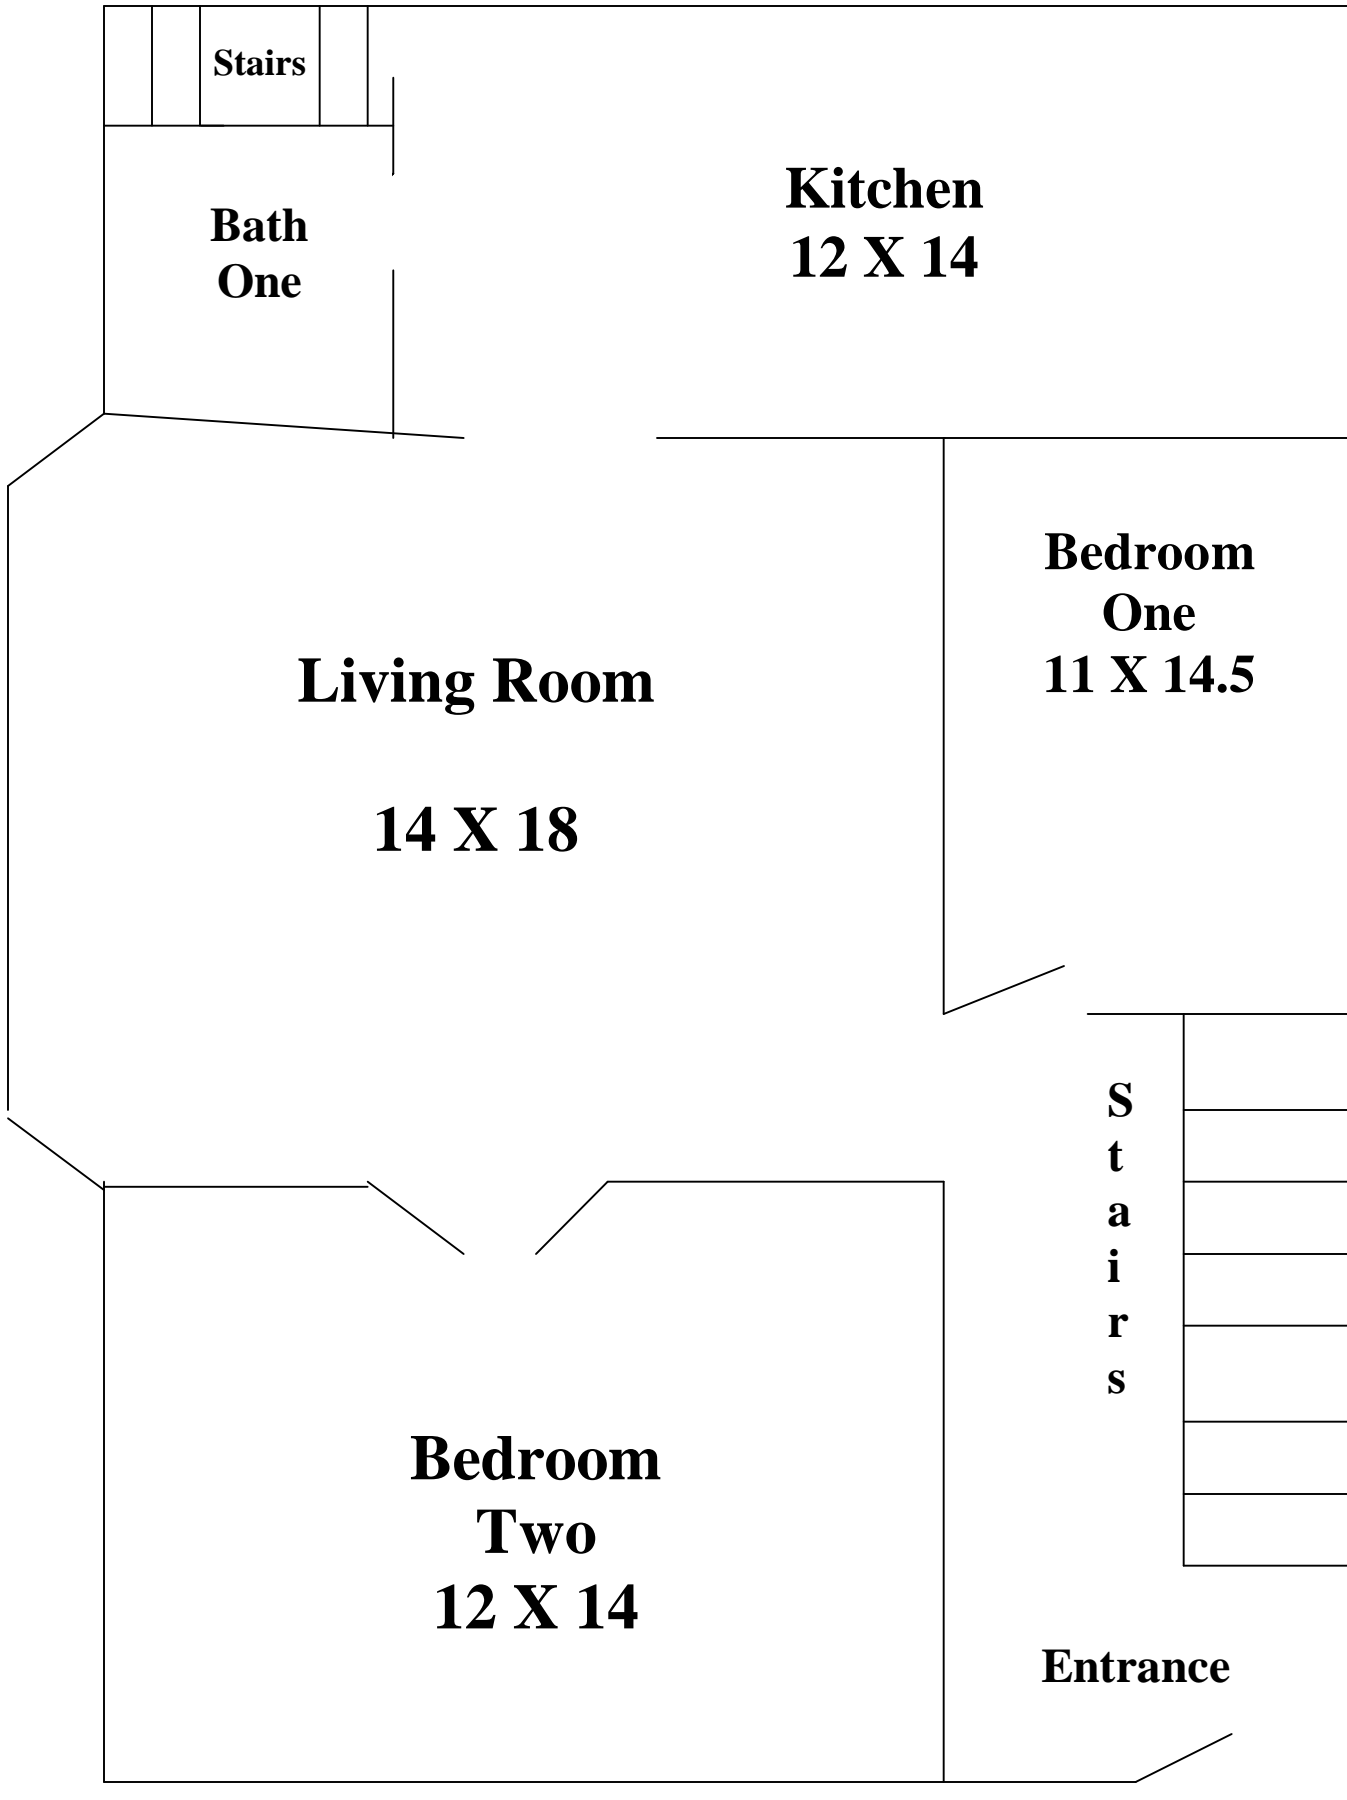 Stairs
Bath
One
Kitchen
12 X 14
Bedroom
One
11 X 14.5
Living Room
14 X 18
S
t
a
i
r
s
Bedroom
Two
12 X 14
Entrance